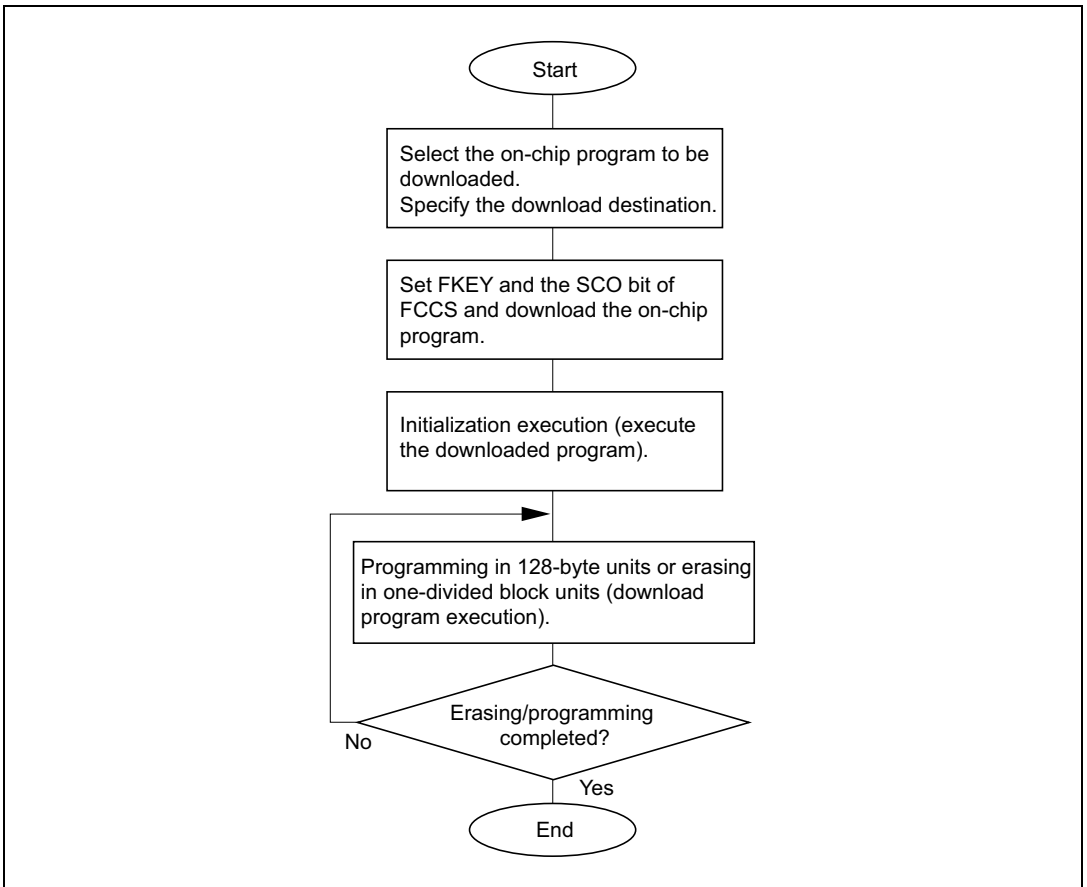 Start
Select the on-chip program to be
downloaded.
Specify the download destination.
Set FKEY and the SCO bit of
FCCS and download the on-chip
program.
Initialization execution (execute
the downloaded program).
Programming in 128-byte units or erasing
in one-divided block units (download
program execution).
Erasing/programming
completed?
No
Yes
End